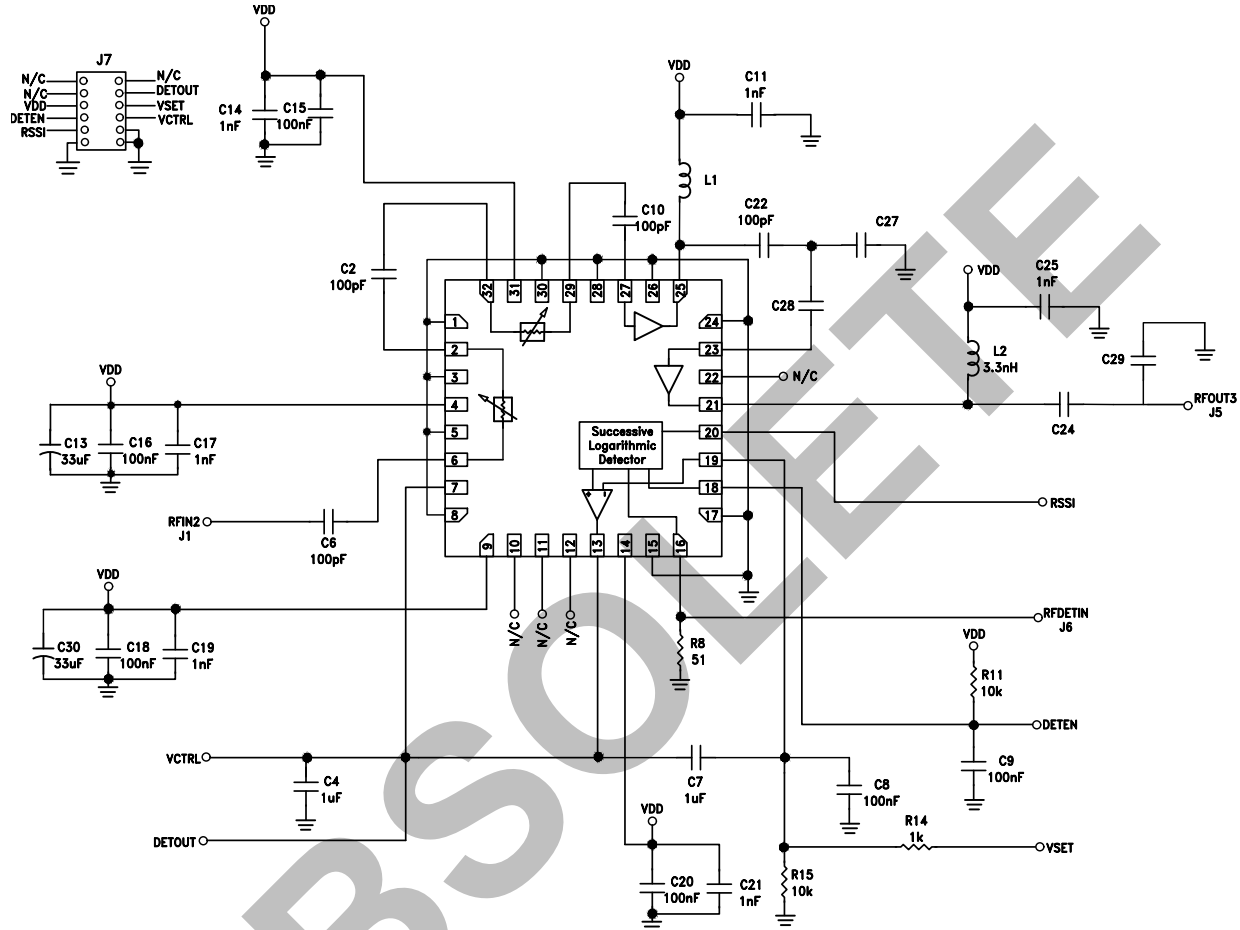 VDD
J7
N/C
N/C
VDD
DETEN
RSSI
N/C
DETOUT
VSET
VCTRL
C14
1nF
C15
100nF
VDD
C11
1nF
L1
C10
100pF
C22
100pF
C27
C2
100pF
C28
VDD
C25
1nF
L2
3.3nH
C29
RFOUT3
J5
C24
32
31
30
29
28
27
26
25
1
2
3
4
5
6
7
8
24
23
22
21
20
19
18
17
N/C
Successive
Logarithmic
Detector
+
-
9
10
11
12
13
14
15
16
VDD
C13
33uF
C16
100nF
C17
1nF
RFIN2
J1
C6
100pF
RSSI
VDD
C30
33uF
C18
100nF
C19
1nF
N/C
N/C
N/C
R8
51
RFDETIN
J6
VDD
R11
10k
DETEN
C9
100nF
VCTRL
C4
1uF
C7
1uF
C8
100nF
DETOUT
VDD
C20
100nF
C21
1nF
R14
1k
VSET
R15
10k
BSOLETE